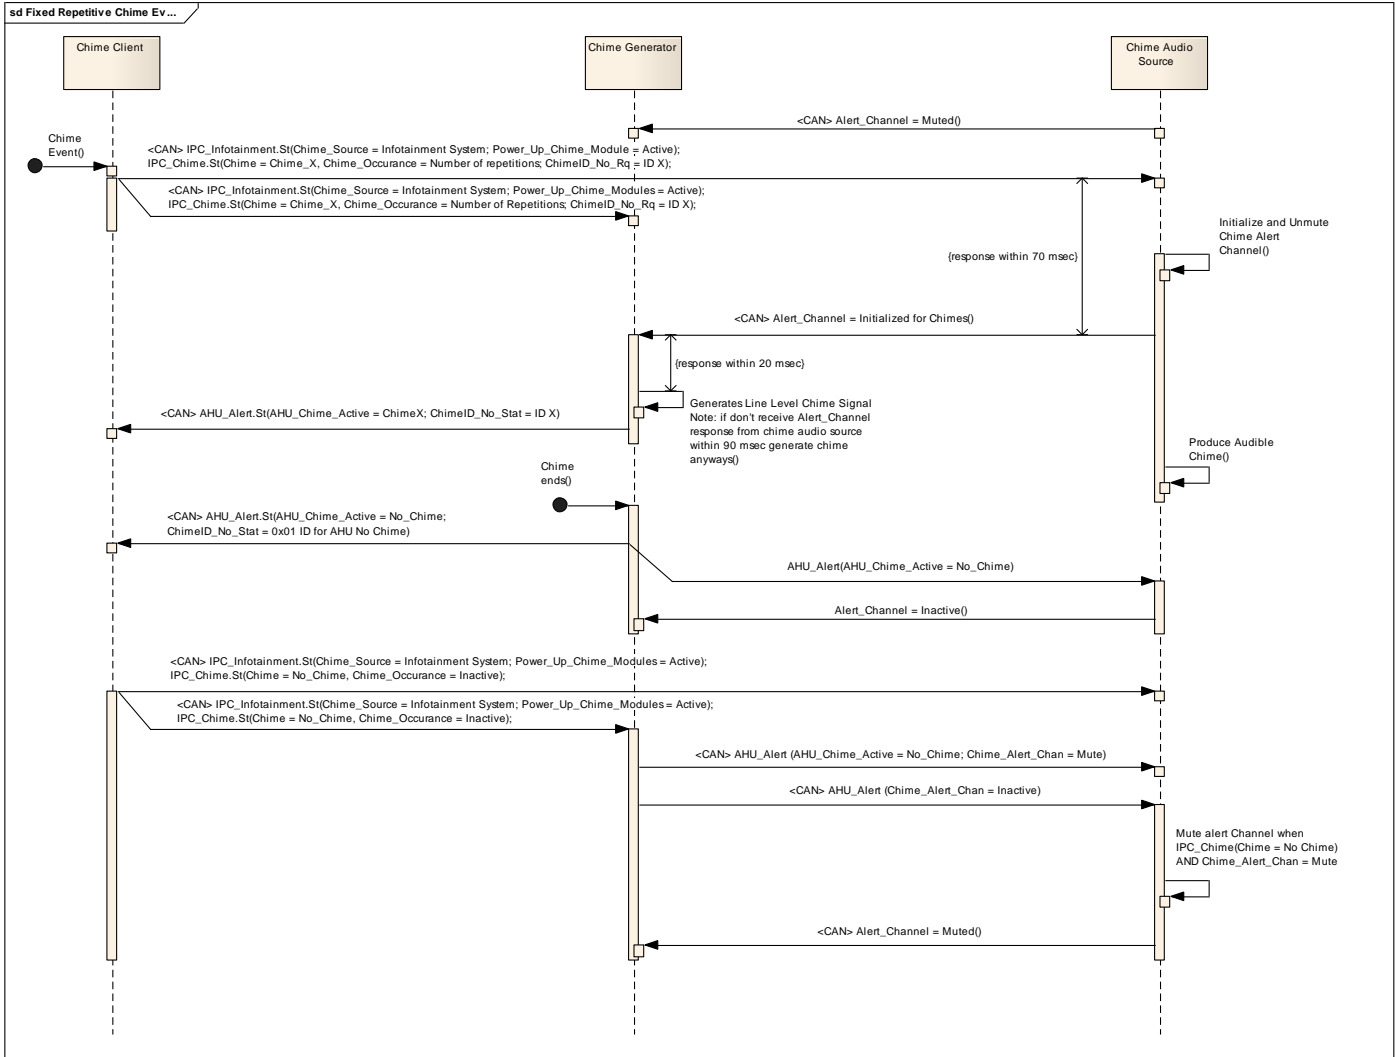 sd Fixed Repetitive Chime Ev...
Chime Client
Chime Generator
Chime Audio
Source
<CAN> Alert_Channel = Muted()
Chime
Event()
<CAN> IPC_Infotainment.St(Chime_Source = Infotainment System; Power_Up_Chime_Module = Active);
IPC_Chime.St(Chime = Chime_X, Chime_Occurance = Number of repetitions; ChimeID_No_Rq = ID X);
<CAN> IPC_Infotainment.St(Chime_Source = Infotainment System; Power_Up_Chime_Modules = Active);
IPC_Chime.St(Chime = Chime_X, Chime_Occurance = Number of Repetitions; ChimeID_No_Rq = ID X);
Initialize and Unmute
Chime Alert
Channel()
{response within 70 msec}
<CAN> Alert_Channel = Initialized for Chimes()
{response within 20 msec}
Generates Line Level Chime Signal
Note: if don't receive Alert_Channel
response from chime audio source
within 90 msec generate chime
anyways()
<CAN> AHU_Alert.St(AHU_Chime_Active = ChimeX; ChimeID_No_Stat = ID X)
Produce Audible
Chime()
Chime
ends()
<CAN> AHU_Alert.St(AHU_Chime_Active = No_Chime;
ChimeID_No_Stat = 0x01 ID for AHU No Chime)
AHU_Alert(AHU_Chime_Active = No_Chime)
Alert_Channel = Inactive()
<CAN> IPC_Infotainment.St(Chime_Source = Infotainment System; Power_Up_Chime_Modules = Active);
IPC_Chime.St(Chime = No_Chime, Chime_Occurance = Inactive);
<CAN> IPC_Infotainment.St(Chime_Source = Infotainment System; Power_Up_Chime_Modules = Active);
IPC_Chime.St(Chime = No_Chime, Chime_Occurance = Inactive);
<CAN> AHU_Alert (AHU_Chime_Active = No_Chime; Chime_Alert_Chan = Mute)
<CAN> AHU_Alert (Chime_Alert_Chan = Inactive)
Mute alert Channel when
IPC_Chime(Chime = No Chime)
AND Chime_Alert_Chan = Mute
<CAN> Alert_Channel = Muted()